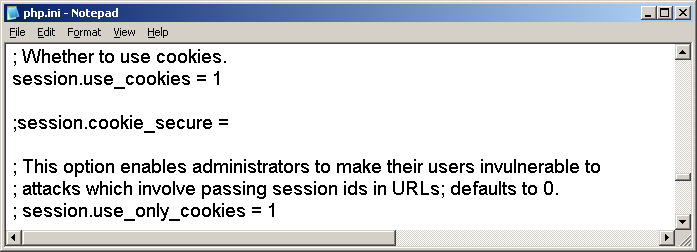 php.ini - Notepad
File Edit Format View Help
; Whether to use cookies.
session.use_cookies = 1
;session.cookie_secure =
; This option enables administrators to make their users invulnerable to
; attacks which involve passing session ids in URLs; defaults to 0.
; session.use_only_cookies = 1